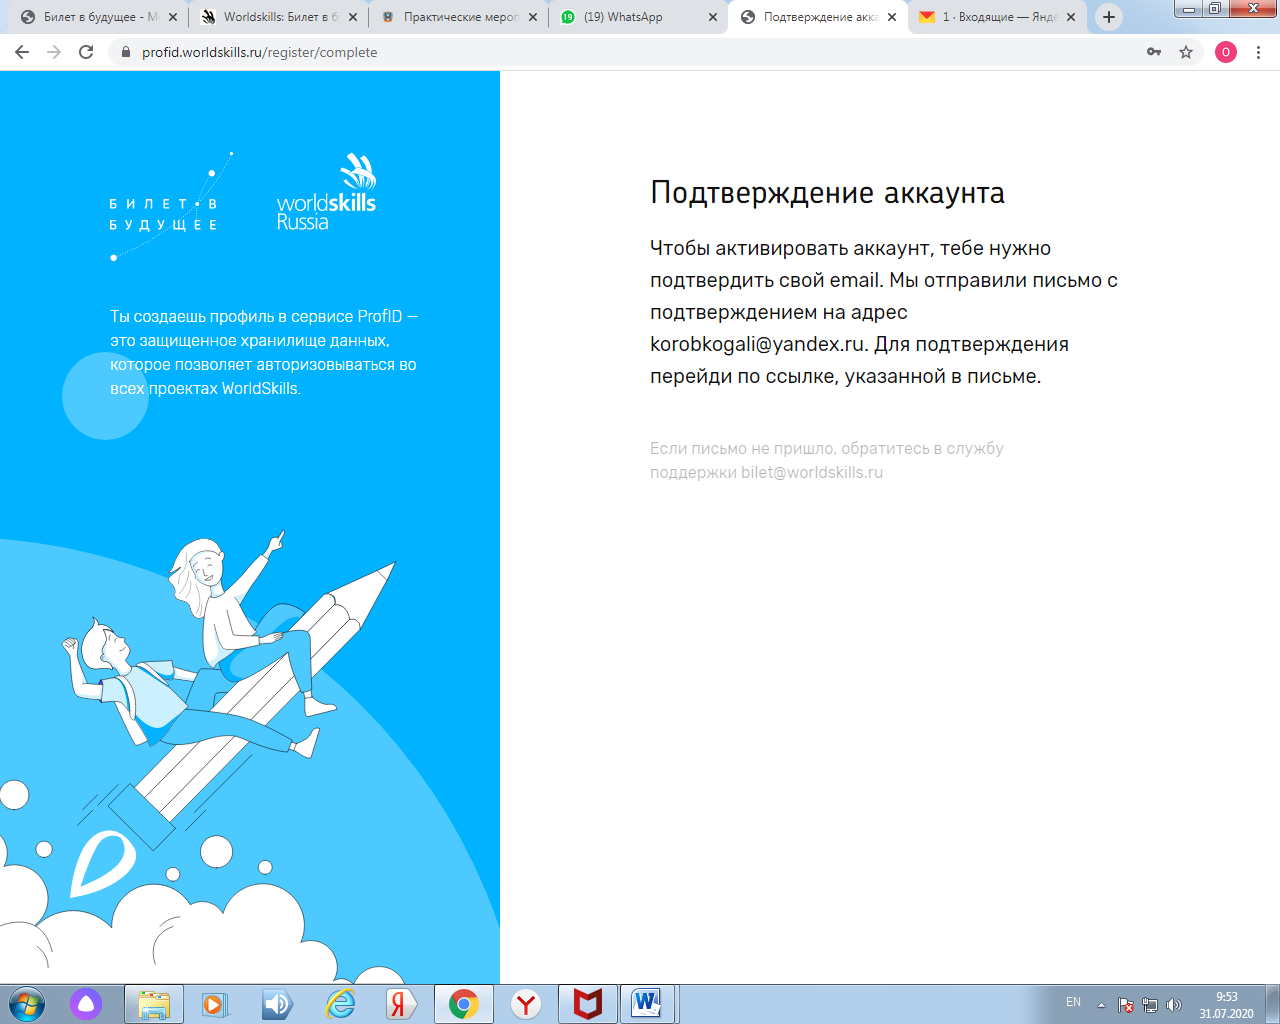 Билет в будущее - М
Worldskills: Билет в б
Практические мероп
(19) WhatsApp
Подтверждение акка
1 · Входящие — Янде
profid.worldskills.ru/register/complete
О
БИЛЕТ В
БУДУЩЕЕ
worldskills
Russia
Ты создаешь профиль в сервисе ProfID —
это защищенное хранилище данных,
которое позволяет авторизовываться во
всех проектах WorldSkills.
Подтверждение аккаунта
Чтобы активировать аккаунт, тебе нужно
подтвердить свой email. Мы отправили письмо с
подтверждением на адрес
korobkogali@yandex.ru. Для подтверждения
перейди по ссылке, указанной в письме.
Если письмо не пришло, обратитесь в службу
поддержки bilet@worldskills.ru
EN
9:53
31.07.2020